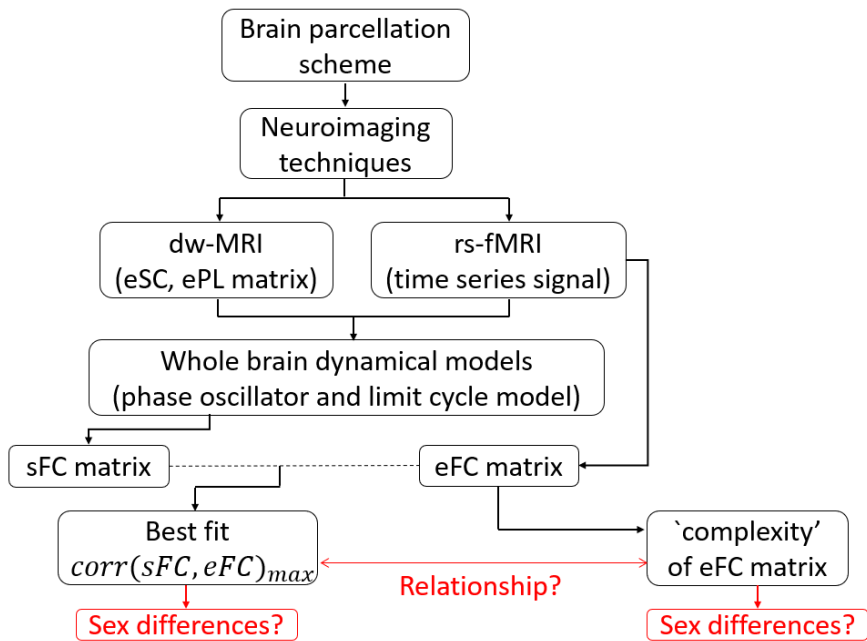 Brain parcellation
scheme
Neuroimaging
techniques
dw-MRI
(eSC, ePL matrix)
rs-fMRI
(time series signal)
Whole brain dynamical models
(phase oscillator and limit cycle model)
sFC matrix
eFC matrix
Best fit
corr(sFC, eFC)max
`complexity’
of eFC matrix
Relationship?
Sex differences?
Sex differences?